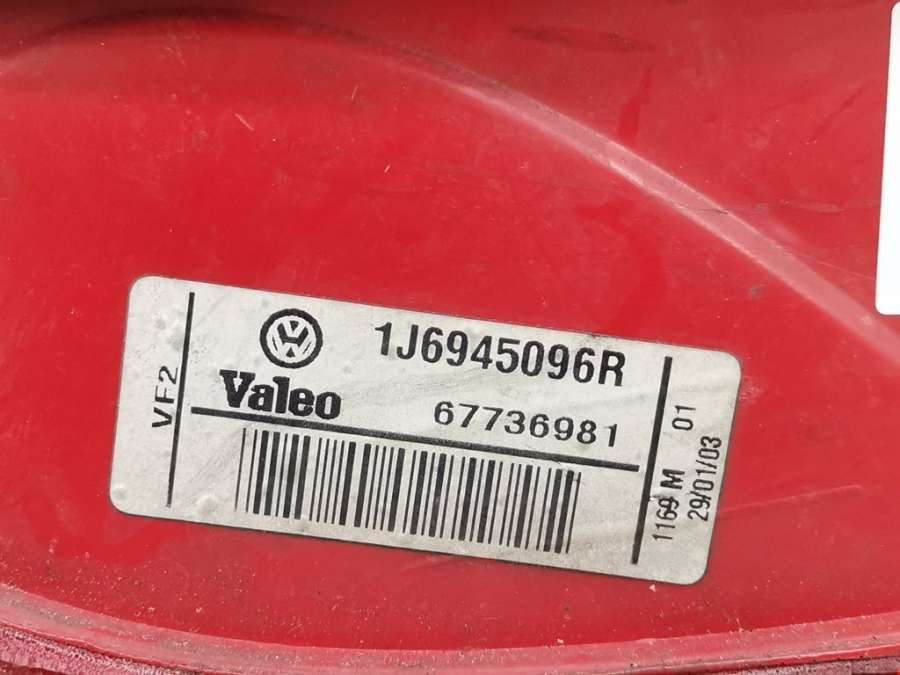 VF2
1J6945096R
Valeo
67736981
1169 M 01
29/01/03